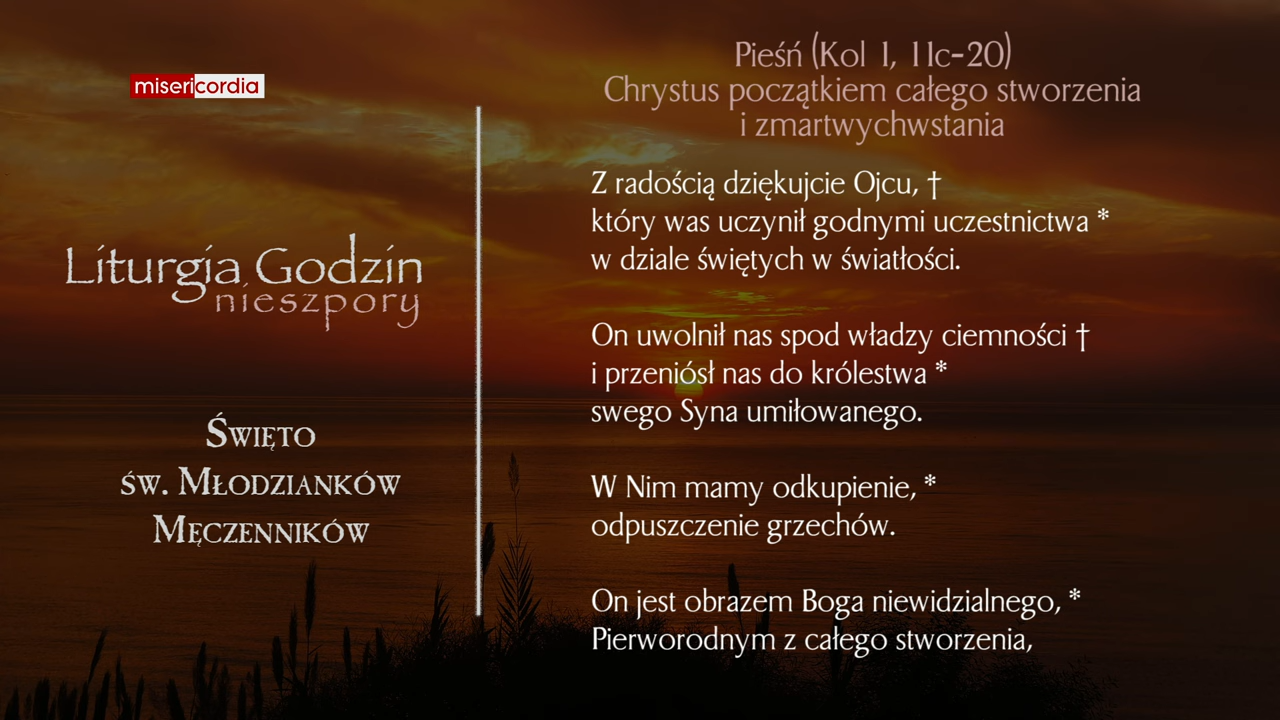 misericordia
Liturgia Godzin
nieszpory
Święto
św. Młodzianków
Męczenników
Pieśń (Kol 1, 11c-20)
Chrystus początkiem całego stworzenia
i zmartwychwstania
Z radością dziękujcie Ojcu, †
który was uczynił godnymi uczestnictwa *
w dziale świętych w światłości.
On uwolnił nas spod władzy ciemności †
i przeniósł nas do królestwa *
swego Syna umiłowanego.
W Nim mamy odkupienie, *
odpuszczenie grzechów.
On jest obrazem Boga niewidzialnego, *
Pierworodnym z całego stworzenia,